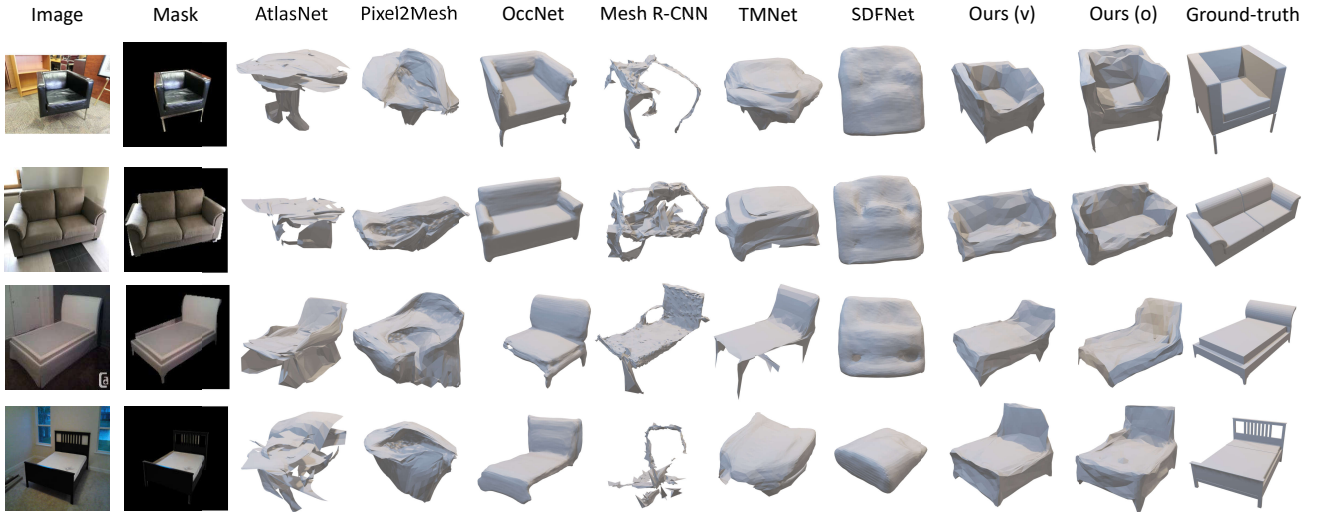 Image Mask AtlasNet Pixel2Mesh OccNet Mesh R-CNN TMNet SDFNet Ours (v) Ours (o) Ground-truth